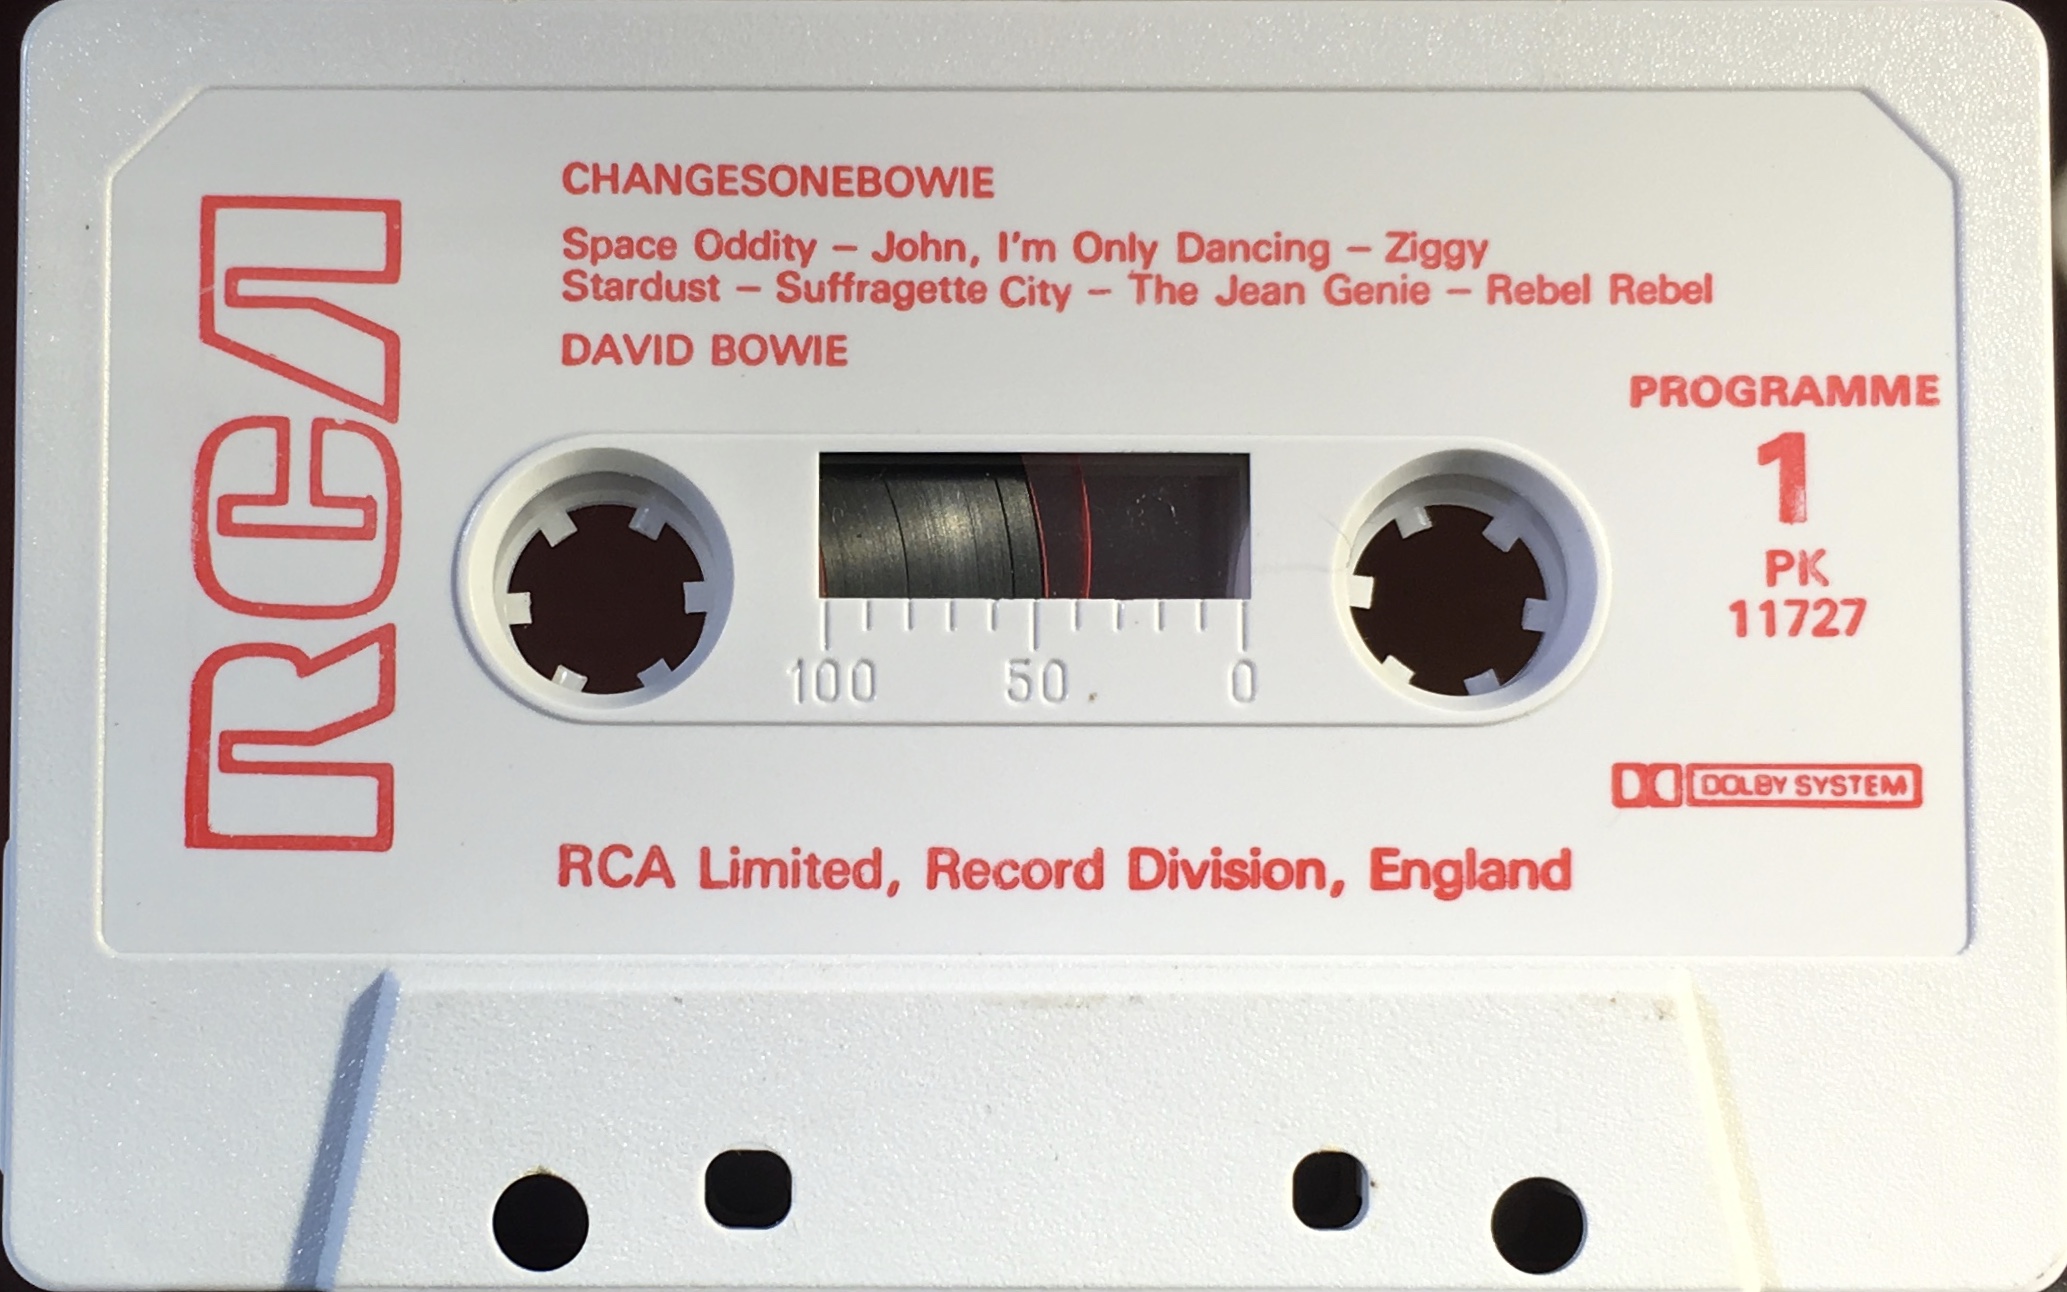 RCA
CHANGESONEBOWIE
Space Oddity – John, I'm Only Dancing – Ziggy
Stardust – Suffragette City – The Jean Genie – Rebel Rebel
DAVID BOWIE
PROGRAMME
1
PK
11727
100 50 0
DOLBY SYSTEM
RCA Limited, Record Division, England